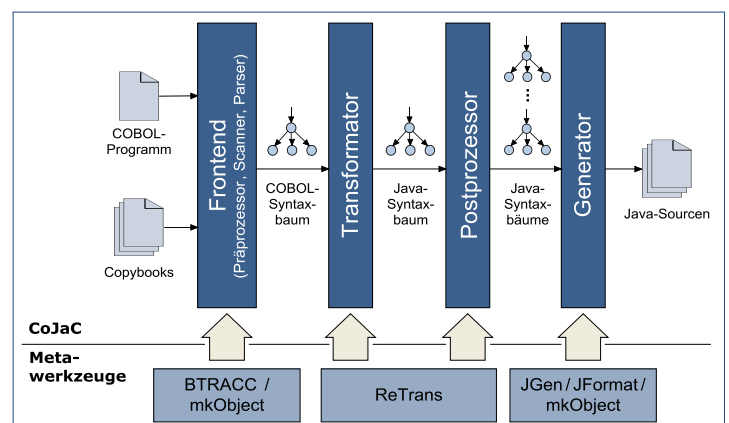 COBOL-
Programm
Copybooks
Frontend
(Präprozessor, Scanner, Parser)
COBOL-
Syntax-
baum
Transformator
Java-
Syntax-
baum
Postprozessor
...
Java-
Syntax-
bäume
Generator
Java-Sourcen
CoJaC
Meta-
werkzeuge
BTRACC /
mkObject
ReTrans
JGen / JFormat /
mkObject